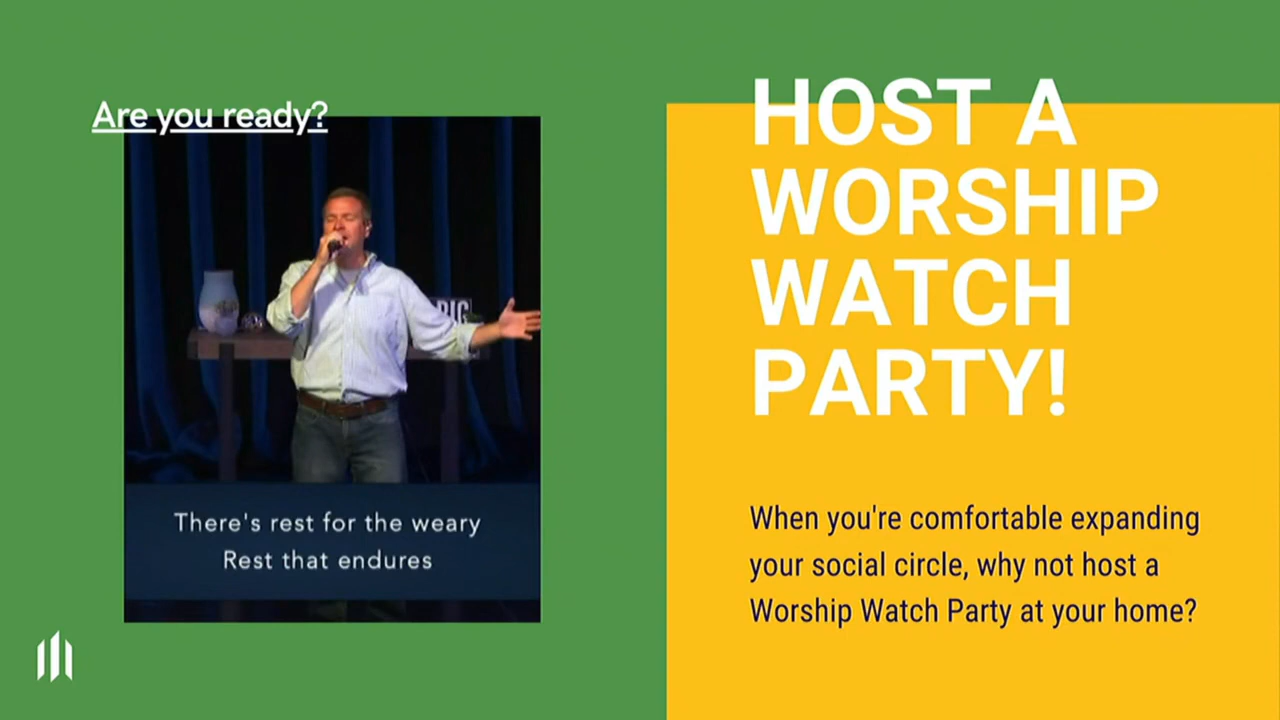 Are you ready?
There's rest for the weary
Rest that endures
HOST A
WORSHIP
WATCH
PARTY!
When you're comfortable expanding
your social circle, why not host a
Worship Watch Party at your home?